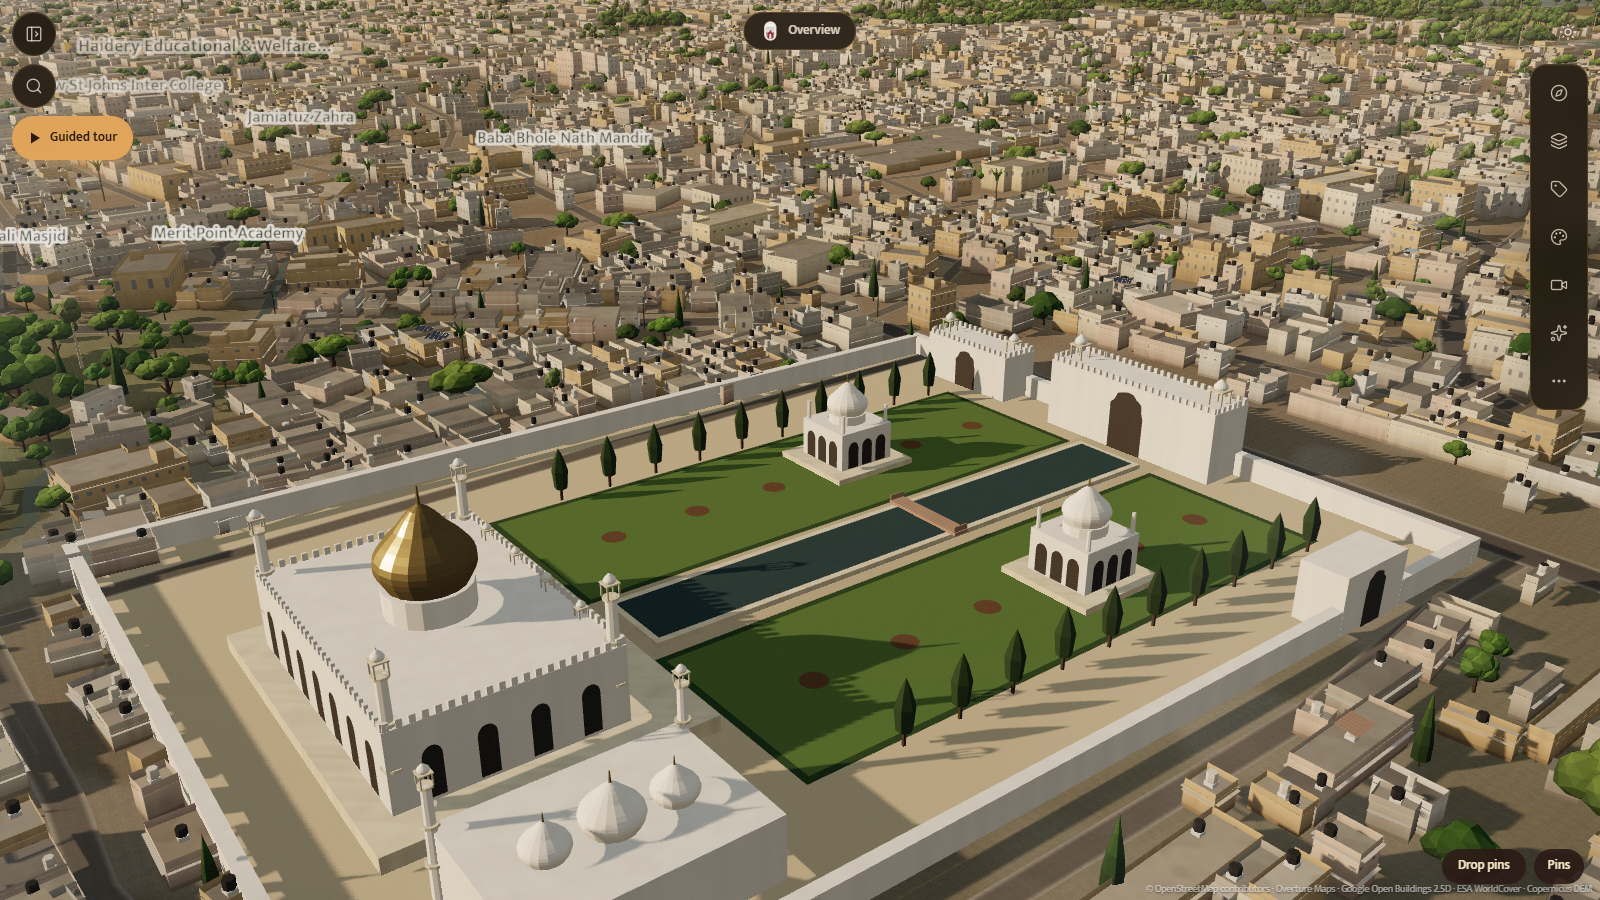 Overview
Haidery Educational & Welfare...
St Johns Inter College
Guided tour
Jamiatuz Zahra
Baba Bhole Nath Mandir
Masjid
Merit Point Academy
Drop pins
Pins
© OpenStreetMap contributors · Overture Maps · Google Open Buildings 2.5D · ESA WorldCover · Copernicus DEM